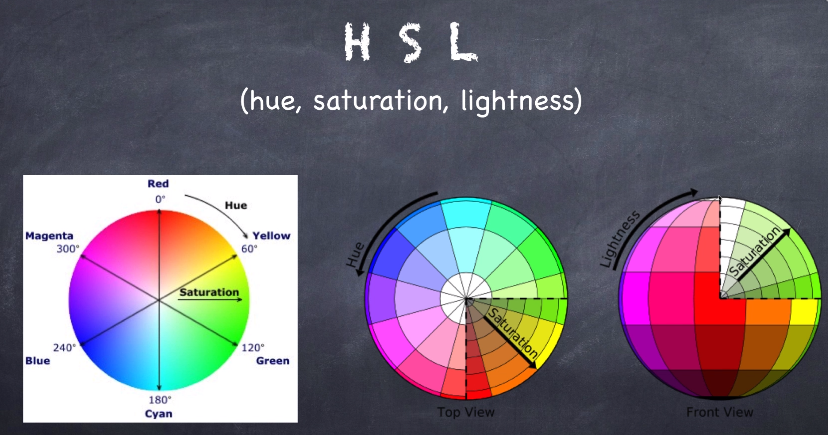 H S L
(hue, saturation, lightness)
Red
0°
Hue
Magenta
300°
Yellow
60°
Saturation
240°
Blue
120°
Green
180°
Cyan
Hue
Saturation
Top View
Lightness
Saturation
Front View